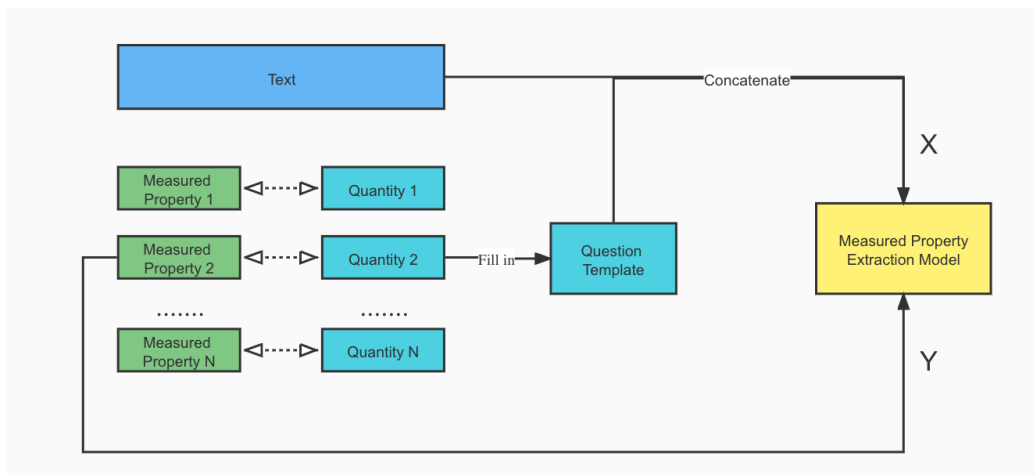 Text
Concatenate
X
Measured
Property 1
Quantity 1
Measured
Property 2
Quantity 2
Fill in
Question
Template
Measured Property
Extraction Model
.......
.......
Measured
Property N
Quantity N
Y